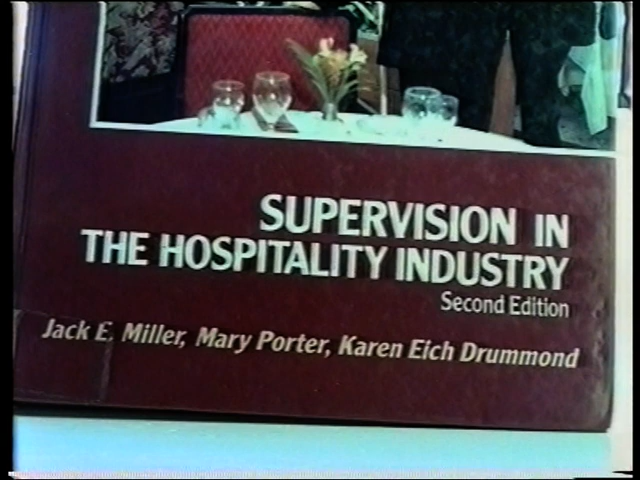 SUPERVISION IN
THE HOSPITALITY INDUSTRY
Second Edition
Jack E. Miller, Mary Porter, Karen Eich Drummond